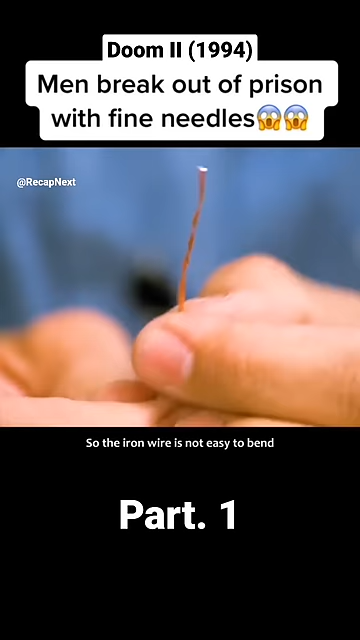 Doom II (1994)
Men break out of prison
with fine needles😱😱
@RecapNext
So the iron wire is not easy to bend
Part. 1